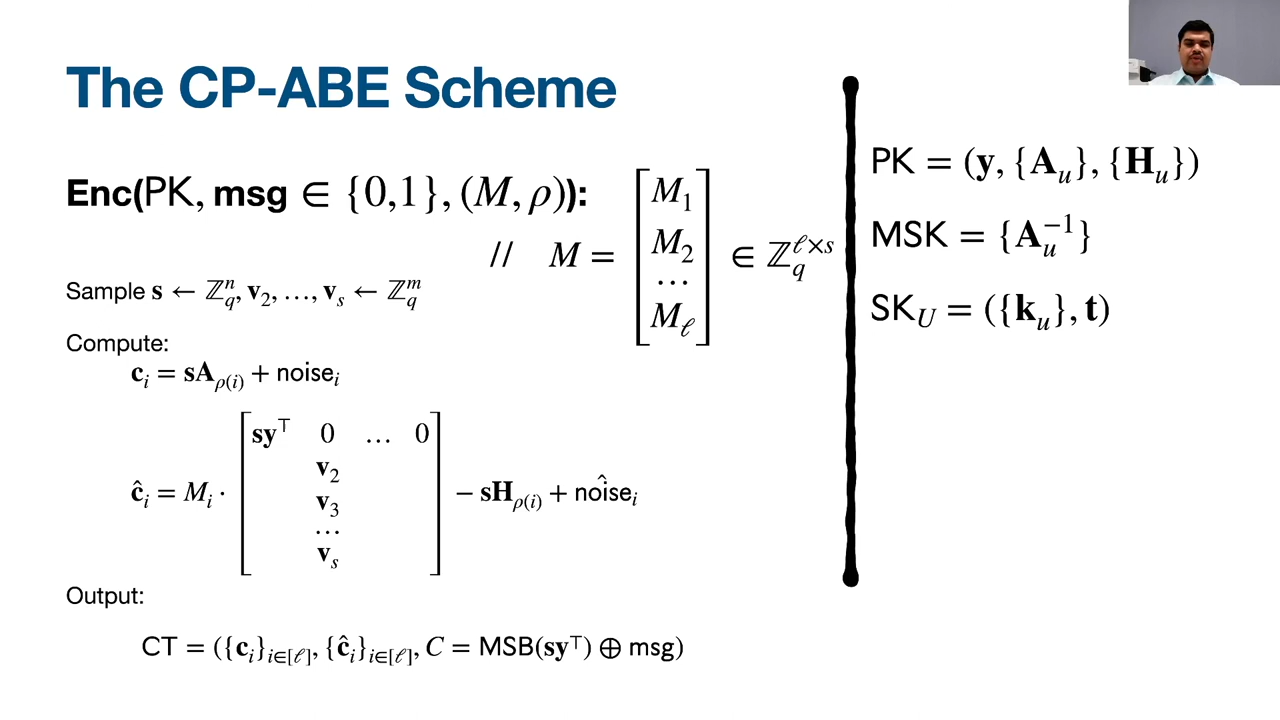 The CP-ABE Scheme
Enc(PK, msg ∈ {0,1}, (M, ρ)):
// M = [M₁ M₂ … M_ℓ] ∈ ℤ_q^{ℓ×s}
Sample s ← ℤ_q^n, v₂, …, v_s ← ℤ_q^m
Compute:
c_i = sA_{ρ(i)} + noise_i
ĉ_i = M_i · [sy^⊤ 0 … 0 v₂ v₃ … v_s] − sH_{ρ(i)} + noisê_i
Output:
CT = ({c_i}_{i∈[ℓ]}, {ĉ_i}_{i∈[ℓ]}, C = MSB(sy^⊤) ⊕ msg)
PK = (y, {A_u}, {H_u})
MSK = {A_u^{−1}}
SK_U = ({k_u}, t)